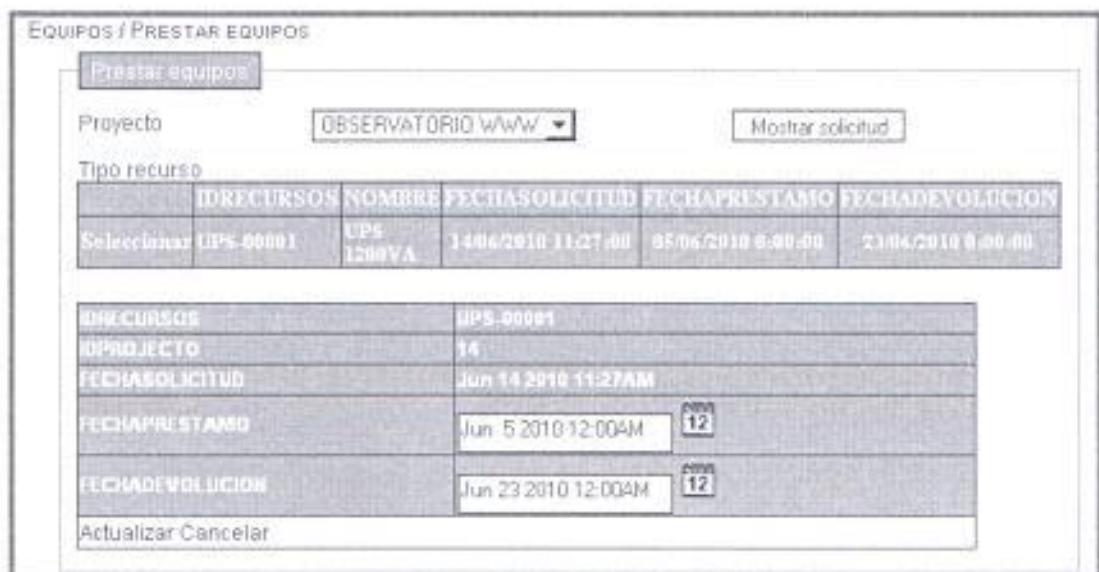 EQUIPOS / PRESTAR EQUIPOS
Prestar equipos
Proyecto OBSERVATORIO WWW Mostrar solicitud
Tipo recurso
IDRECURSOS NOMBRE FECHASOLICITUD FECHAPRESTAMO FECHADEVOLUCION
Seleccionar UPS-00001 UPS 1200VA 14/06/2010 11:27:00 05/06/2010 0:00:00 23/06/2010 0:00:00
IDRECURSOS UPS-00001
IDPROJECTO 14
FECHASOLICITUD Jun 14 2010 11:27AM
FECHAPRESTAMO Jun 5 2010 12:00AM 12
FECHADEVOLUCION Jun 23 2010 12:00AM 12
Actualizar Cancelar